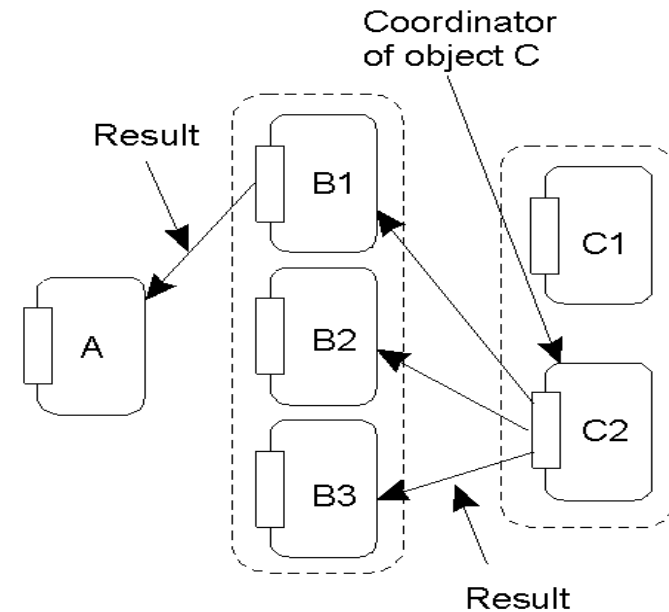 Coordinator
of object C
Result
B1
C1
A
B2
C2
B3
Result